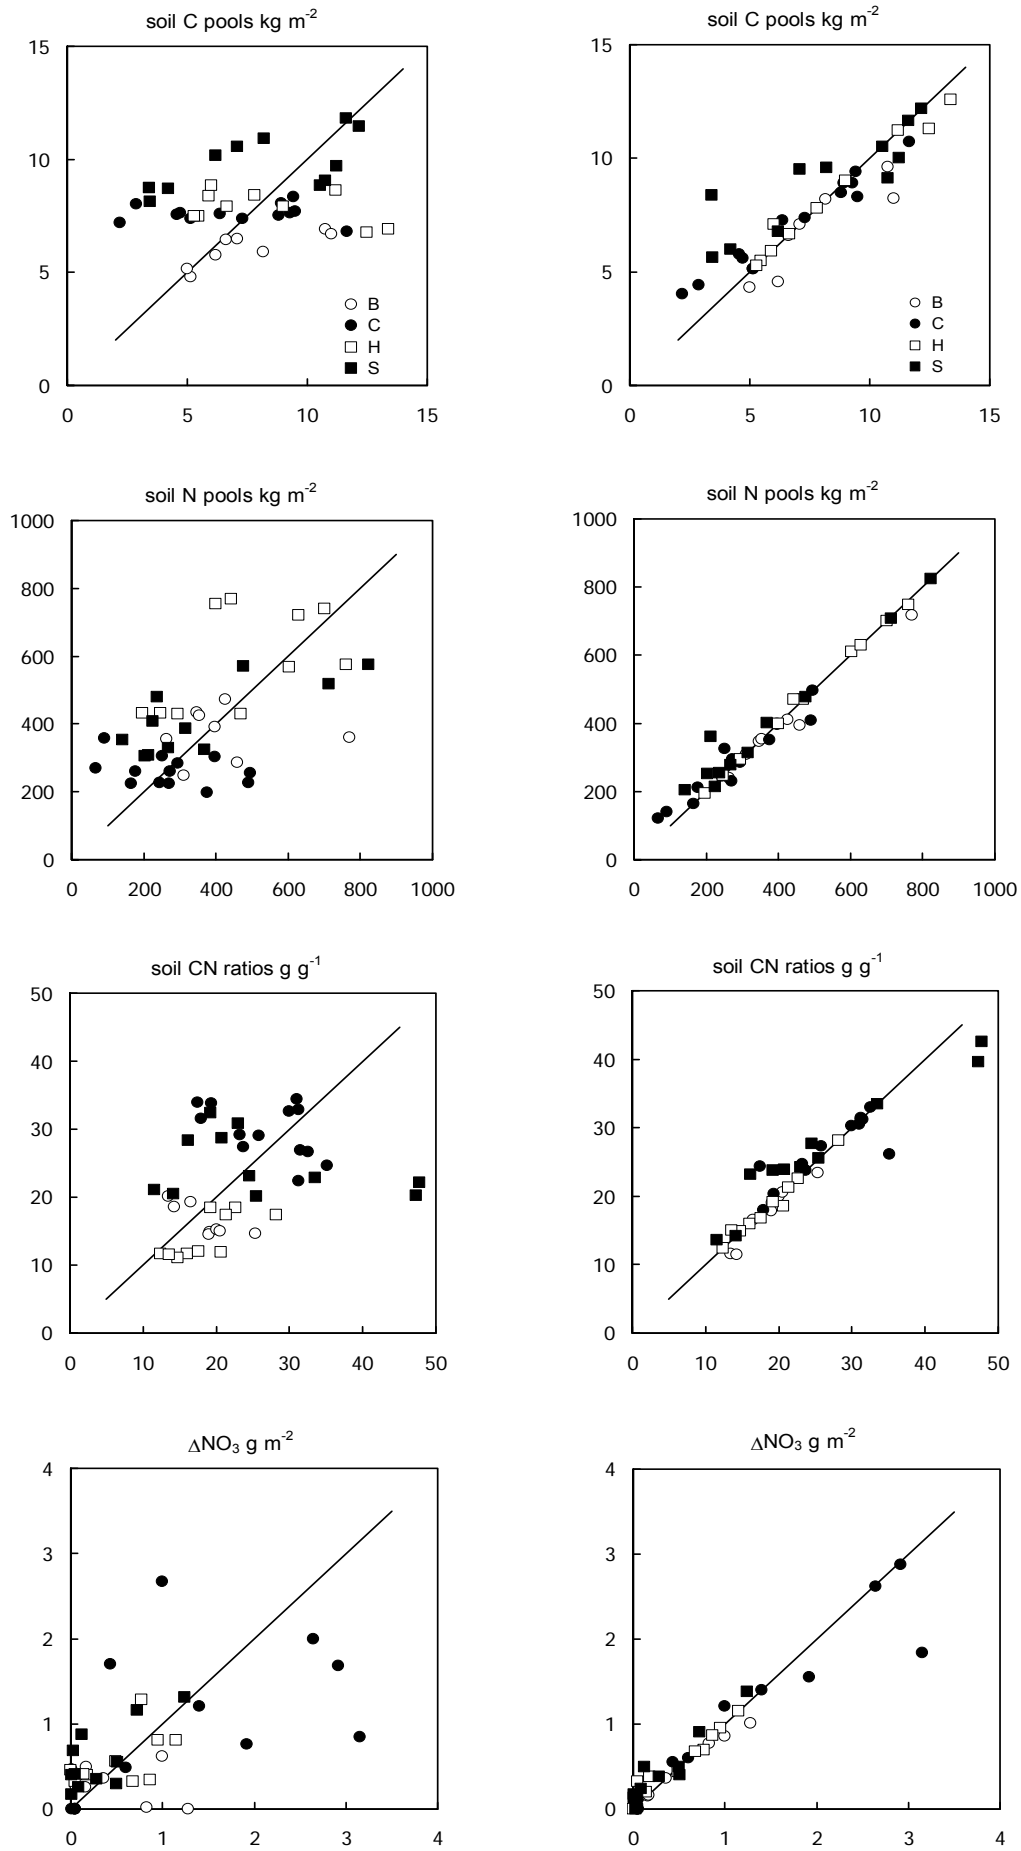 soil C pools kg m-2
15
10
5
0
0 5 10 15
B
C
H
S
soil C pools kg m-2
15
10
5
0
0 5 10 15
B
C
H
S
soil N pools kg m-2
1000
800
600
400
200
0
0 200 400 600 800 1000
soil N pools kg m-2
1000
800
600
400
200
0
0 200 400 600 800 1000
soil CN ratios g g-1
50
40
30
20
10
0
0 10 20 30 40 50
soil CN ratios g g-1
50
40
30
20
10
0
0 10 20 30 40 50
ΔNO3 g m-2
4
3
2
1
0
0 1 2 3 4
ΔNO3 g m-2
4
3
2
1
0
0 1 2 3 4